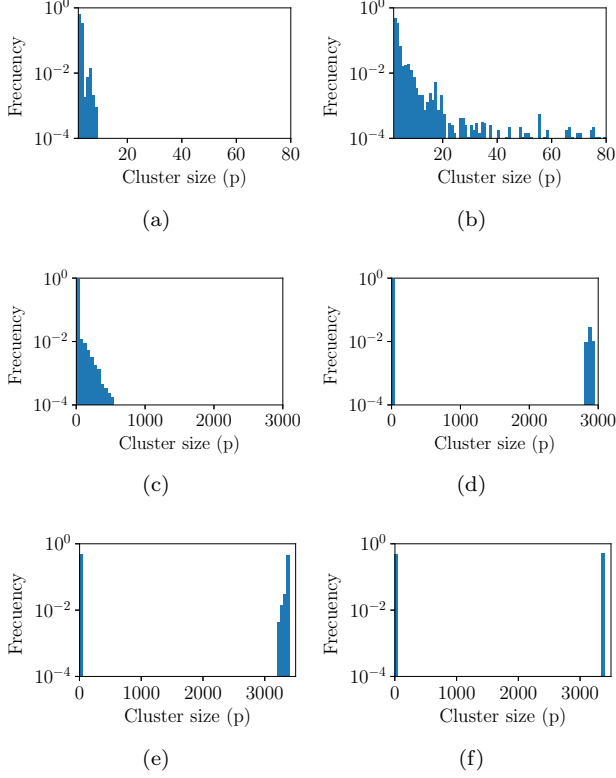 10^0
10^-2
10^-4
Frecuency
20 40 60 80
Cluster size (p)
(a)
10^0
10^-2
10^-4
Frecuency
20 40 60 80
Cluster size (p)
(b)
10^0
10^-2
10^-4
Frecuency
0 1000 2000 3000
Cluster size (p)
(c)
10^0
10^-2
10^-4
Frecuency
0 1000 2000 3000
Cluster size (p)
(d)
10^0
10^-2
10^-4
Frecuency
0 1000 2000 3000
Cluster size (p)
(e)
10^0
10^-2
10^-4
Frecuency
0 1000 2000 3000
Cluster size (p)
(f)